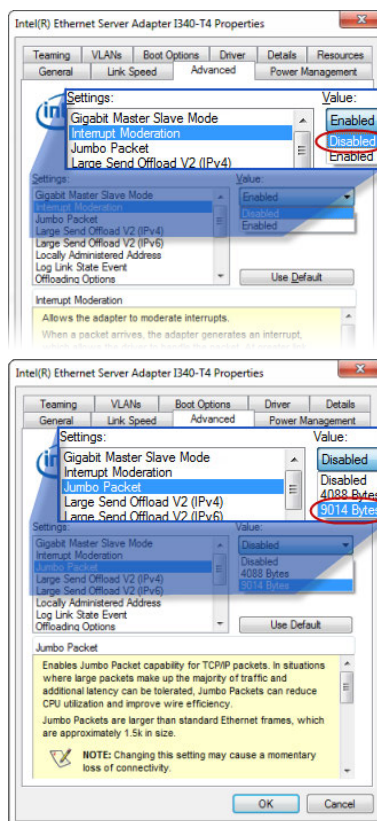 Intel(R) Ethernet Server Adapter I340-T4 Properties
Teaming VLANs Boot Options Driver Details Resources
General Link Speed Advanced Power Management
Settings: Value:
Gigabit Master Slave Mode Enabled
Interrupt Moderation Disabled
Jumbo Packet Enabled
Large Send Offload V2 (IPv4)
Settings: Value:
Gigabit Master Slave Mode Enabled
Interrupt Moderation Disabled
Jumbo Packet Enabled
Large Send Offload V2 (IPv4)
Large Send Offload V2 (IPv6)
Locally Administered Address
Log Link State Event
Offloading Options Use Default
Interrupt Moderation
Allows the adapter to moderate interrupts.
When a packet arrives, the adapter generates an interrupt,
Intel(R) Ethernet Server Adapter I340-T4 Properties
Teaming VLANs Boot Options Driver Details
General Link Speed Advanced Power Management
Settings: Value:
Gigabit Master Slave Mode Disabled
Interrupt Moderation Disabled
Jumbo Packet 4088 Bytes
Large Send Offload V2 (IPv4) 9014 Bytes
Large Send Offload V2 (IPv6)
Settings: Value:
Gigabit Master Slave Mode Disabled
Interrupt Moderation Disabled
Jumbo Packet 4088 Bytes
Large Send Offload V2 (IPv4) 9014 Bytes
Large Send Offload V2 (IPv6)
Locally Administered Address
Log Link State Event
Offloading Options Use Default
Jumbo Packet
Enables Jumbo Packet capability for TCP/IP packets. In situations
where large packets make up the majority of traffic and
additional latency can be tolerated, Jumbo Packets can reduce
CPU utilization and improve wire efficiency.
Jumbo Packets are larger than standard Ethernet frames, which
are approximately 1.5k in size.
NOTE: Changing this setting may cause a momentary
loss of connectivity.
OK Cancel